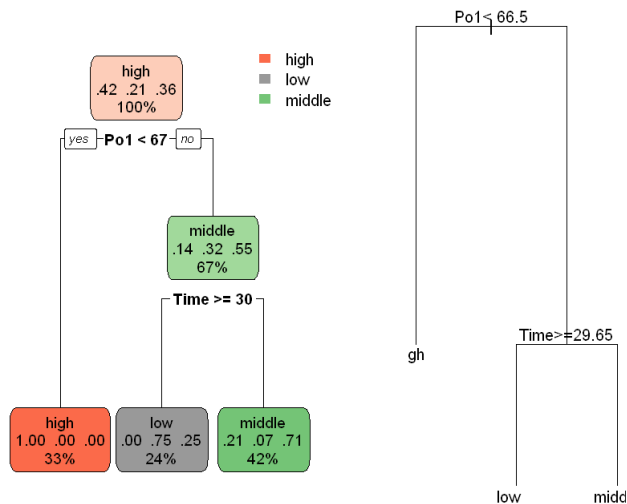 high
.42 .21 .36
100%
high
low
middle
yes Po1 < 67 no
middle
.14 .32 .55
67%
Time >= 30
high
1.00 .00 .00
33%
low
.00 .75 .25
24%
middle
.21 .07 .71
42%
Po1< 66.5
gh
Time>=29.65
low
midd